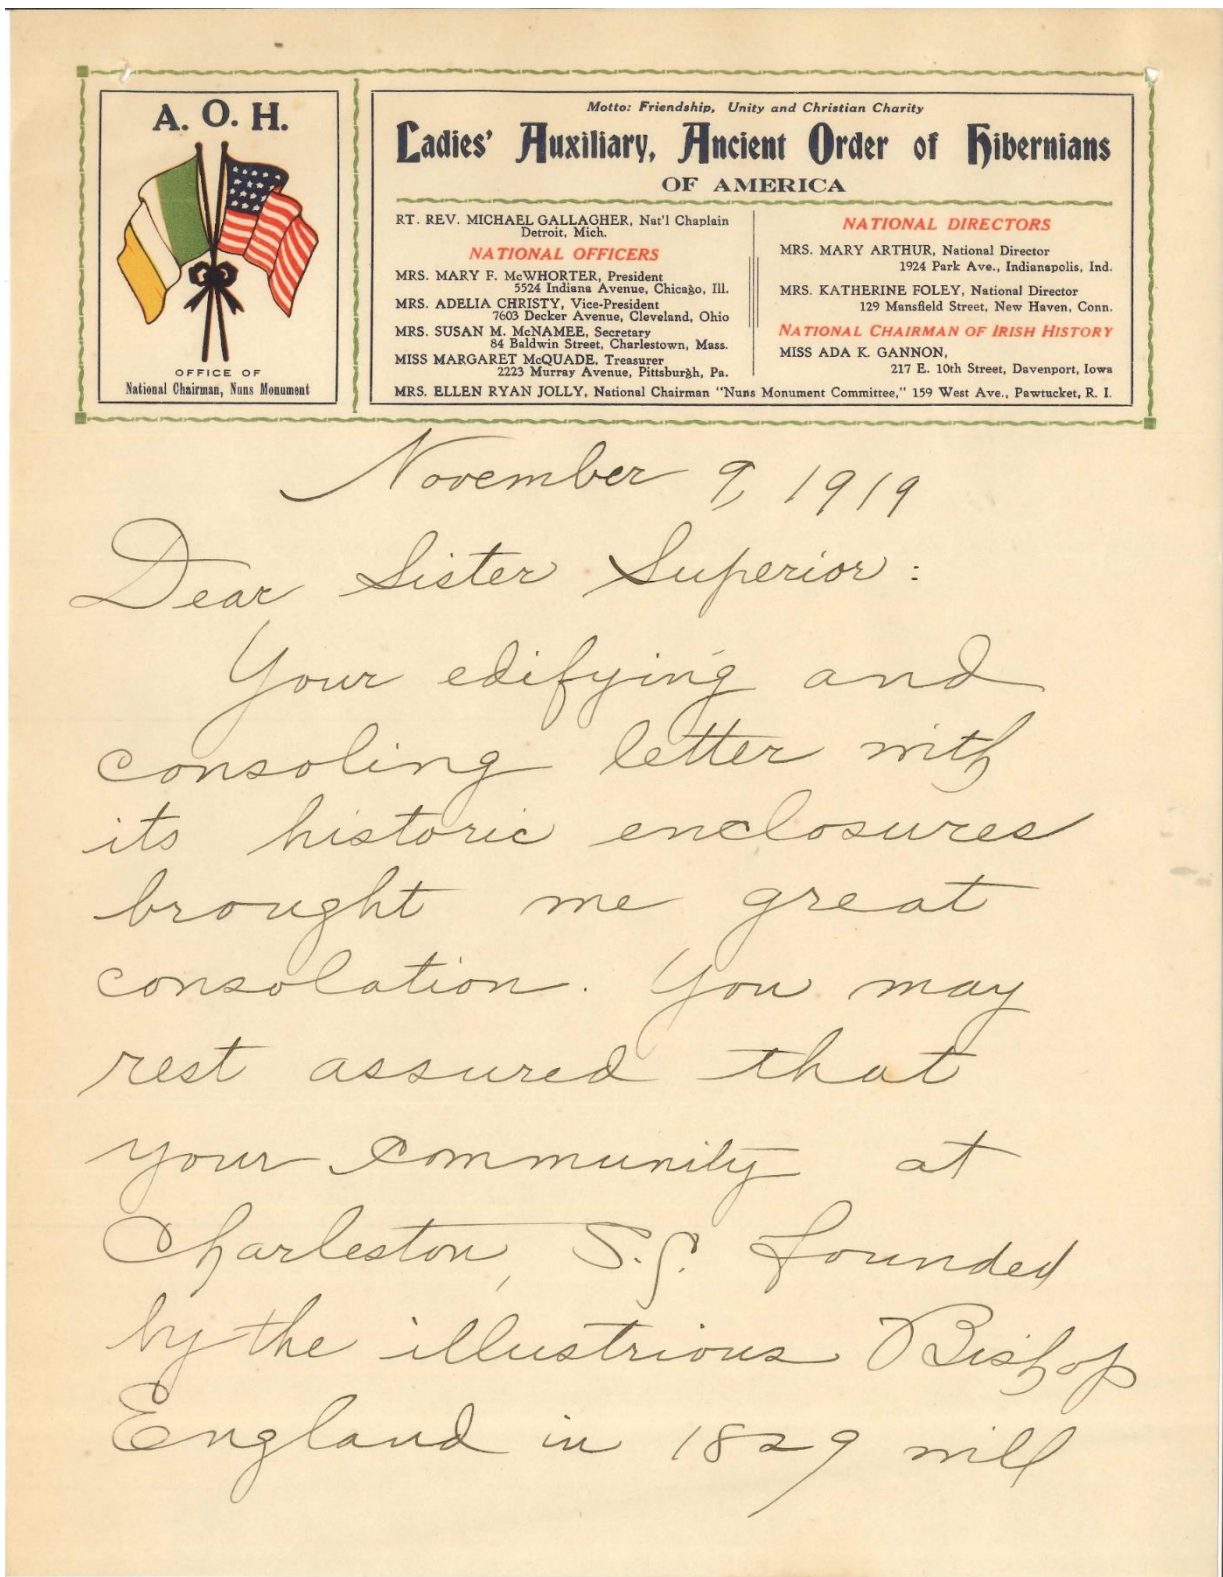 A. O. H.
OFFICE OF
National Chairman, Nuns Monument
Motto: Friendship, Unity and Christian Charity
Ladies' Auxiliary, Ancient Order of Hibernians
OF AMERICA
RT. REV. MICHAEL GALLAGHER, Nat'l Chaplain
Detroit, Mich.
NATIONAL OFFICERS
MRS. MARY F. McWHORTER, President
5524 Indiana Avenue, Chicago, Ill.
MRS. ADELIA CHRISTY, Vice-President
7603 Decker Avenue, Cleveland, Ohio
MRS. SUSAN M. McNAMEE, Secretary
84 Baldwin Street, Charlestown, Mass.
MISS MARGARET McQUADE, Treasurer
2223 Murray Avenue, Pittsburgh, Pa.
NATIONAL DIRECTORS
MRS. MARY ARTHUR, National Director
1924 Park Ave., Indianapolis, Ind.
MRS. KATHERINE FOLEY, National Director
129 Mansfield Street, New Haven, Conn.
NATIONAL CHAIRMAN OF IRISH HISTORY
MISS ADA K. GANNON,
217 E. 10th Street, Davenport, Iowa
MRS. ELLEN RYAN JOLLY, National Chairman "Nuns Monument Committee," 159 West Ave., Pawtucket, R. I.
November 9, 1919
Dear Sister Superior:
Your edifying and
consoling letter with
its historic enclosures
brought me great
consolation. You may
rest assured that
your community at
Charleston, S.C. founded
by the illustrious Bishop
England in 1829 will